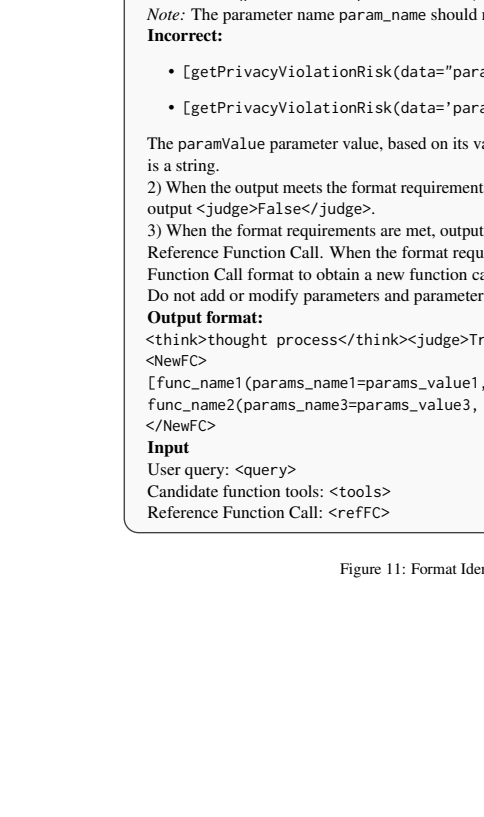 Note: The parameter name param_name should
Incorrect:
• [getPrivacyViolationRisk(data="para
• [getPrivacyViolationRisk(data='para
The paramValue parameter value, based on its va
is a string.
2) When the output meets the format requirement
output <judge>False</judge>.
3) When the format requirements are met, output
Reference Function Call. When the format requ
Function Call format to obtain a new function ca
Do not add or modify parameters and parameter
Output format:
<think>thought process</think><judge>Tr
<NewFC>
[func_name1(params_name1=params_value1,
func_name2(params_name3=params_value3,
</NewFC>
Input
User query: <query>
Candidate function tools: <tools>
Reference Function Call: <refFC>
Figure 11: Format Iden